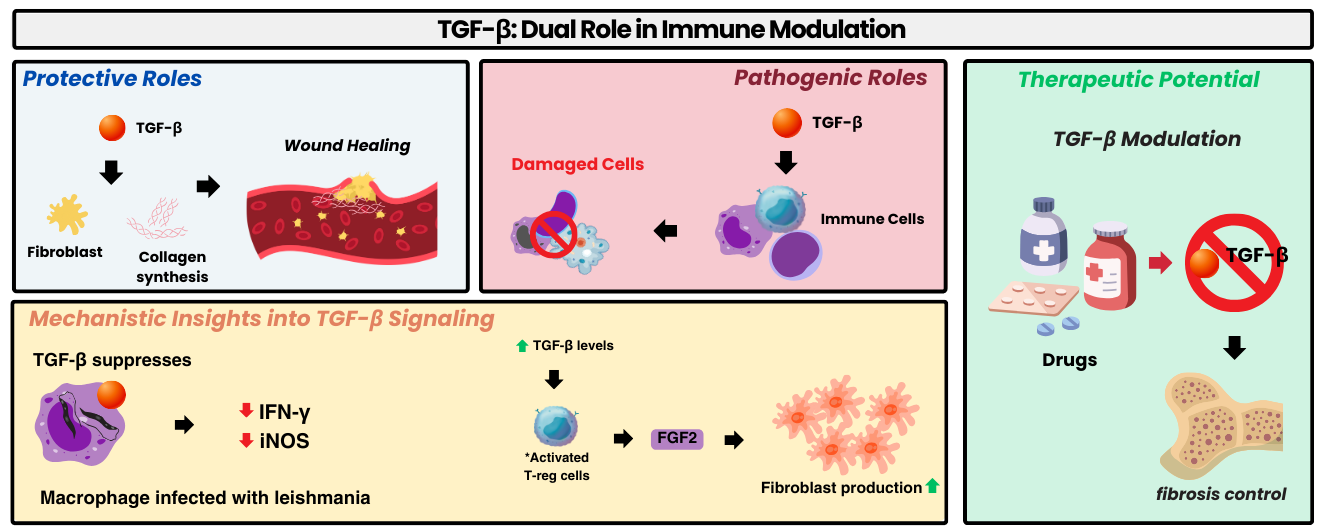 TGF-β: Dual Role in Immune Modulation
Protective Roles
TGF-β
Wound Healing
Fibroblast
Collagen
synthesis
Pathogenic Roles
TGF-β
Damaged Cells
Immune Cells
Therapeutic Potential
TGF-β Modulation
TGF-β
Drugs
fibrosis control
Mechanistic Insights into TGF-β Signaling
TGF-β suppresses
IFN-γ
iNOS
Macrophage infected with leishmania
TGF-β levels
*Activated
T-reg cells
FGF2
Fibroblast production